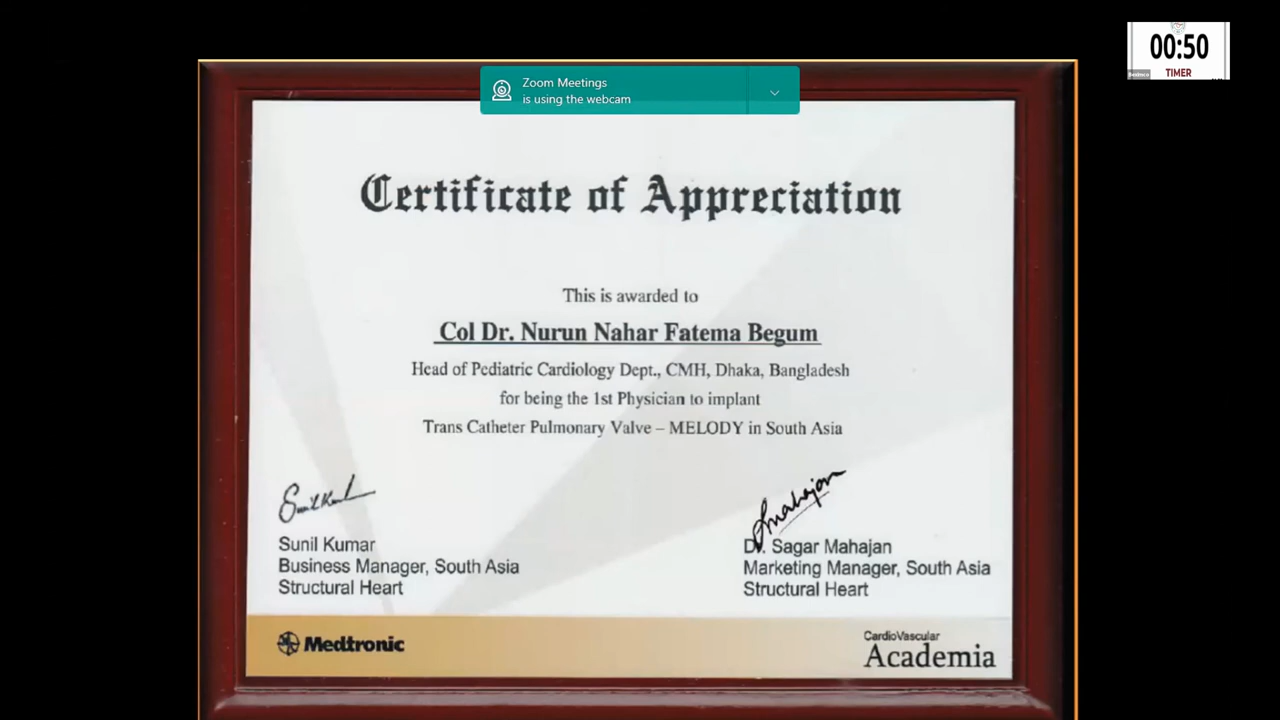 00:50
TIMER
Zoom Meetings
is using the webcam
Certificate of Appreciation
This is awarded to
Col Dr. Nurun Nahar Fatema Begum
Head of Pediatric Cardiology Dept., CMH, Dhaka, Bangladesh
for being the 1st Physician to implant
Trans Catheter Pulmonary Valve – MELODY in South Asia
Sunil Kumar
Business Manager, South Asia
Structural Heart
Dr. Sagar Mahajan
Marketing Manager, South Asia
Structural Heart
Medtronic
CardioVascular
Academia